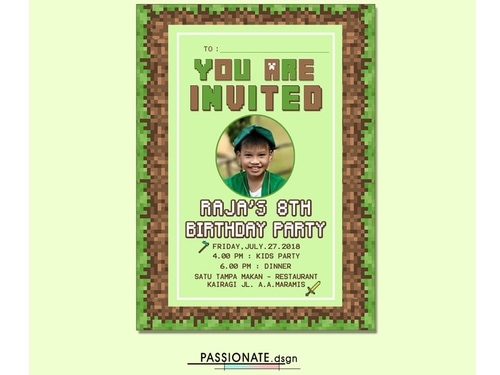 TO :
YOU ARE
INVITED
RAJA'S 8TH
BIRTHDAY PARTY
FRIDAY,JULY.27.2018
4.00 PM : KIDS PARTY
6.00 PM : DINNER
SATU TAMPA MAKAN - RESTAURANT
KAIRAGI JL. A.A.MARAMIS
PASSIONATE.dsgn